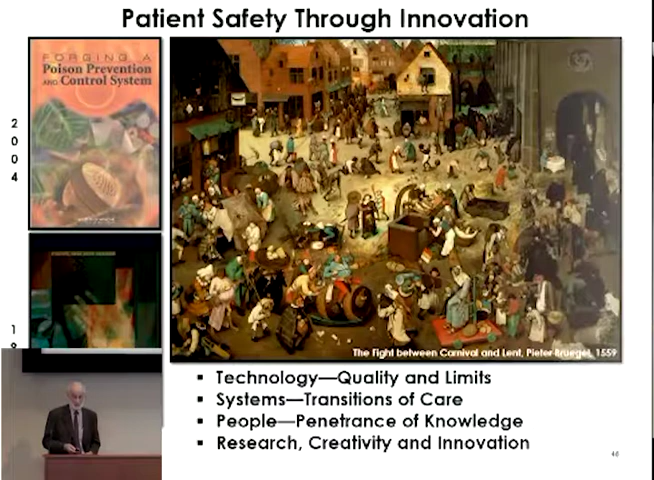 Patient Safety Through Innovation
FORGING A
Poison Prevention
AND Control System
2
0
0
4
1
The Fight between Carnival and Lent, Pieter Bruegel, 1559
▪ Technology—Quality and Limits
▪ Systems—Transitions of Care
▪ People—Penetrance of Knowledge
▪ Research, Creativity and Innovation